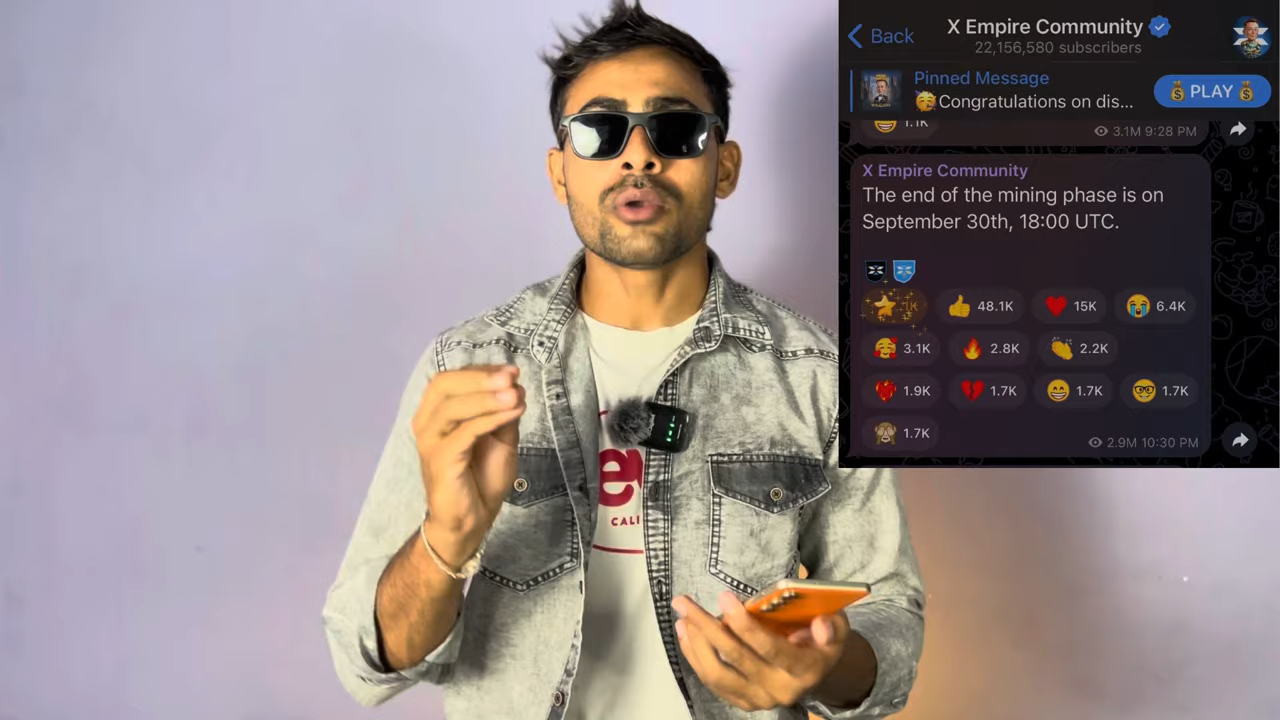 Back
X Empire Community
22,156,580 subscribers
Pinned Message
🥳Congratulations on dis...
💰 PLAY 💰
1.1K
3.1M 9:28 PM
X Empire Community
The end of the mining phase is on
September 30th, 18:00 UTC.
48.1K
15K
6.4K
3.1K
2.8K
2.2K
1.9K
1.7K
1.7K
1.7K
1.7K
2.9M 10:30 PM
CALI